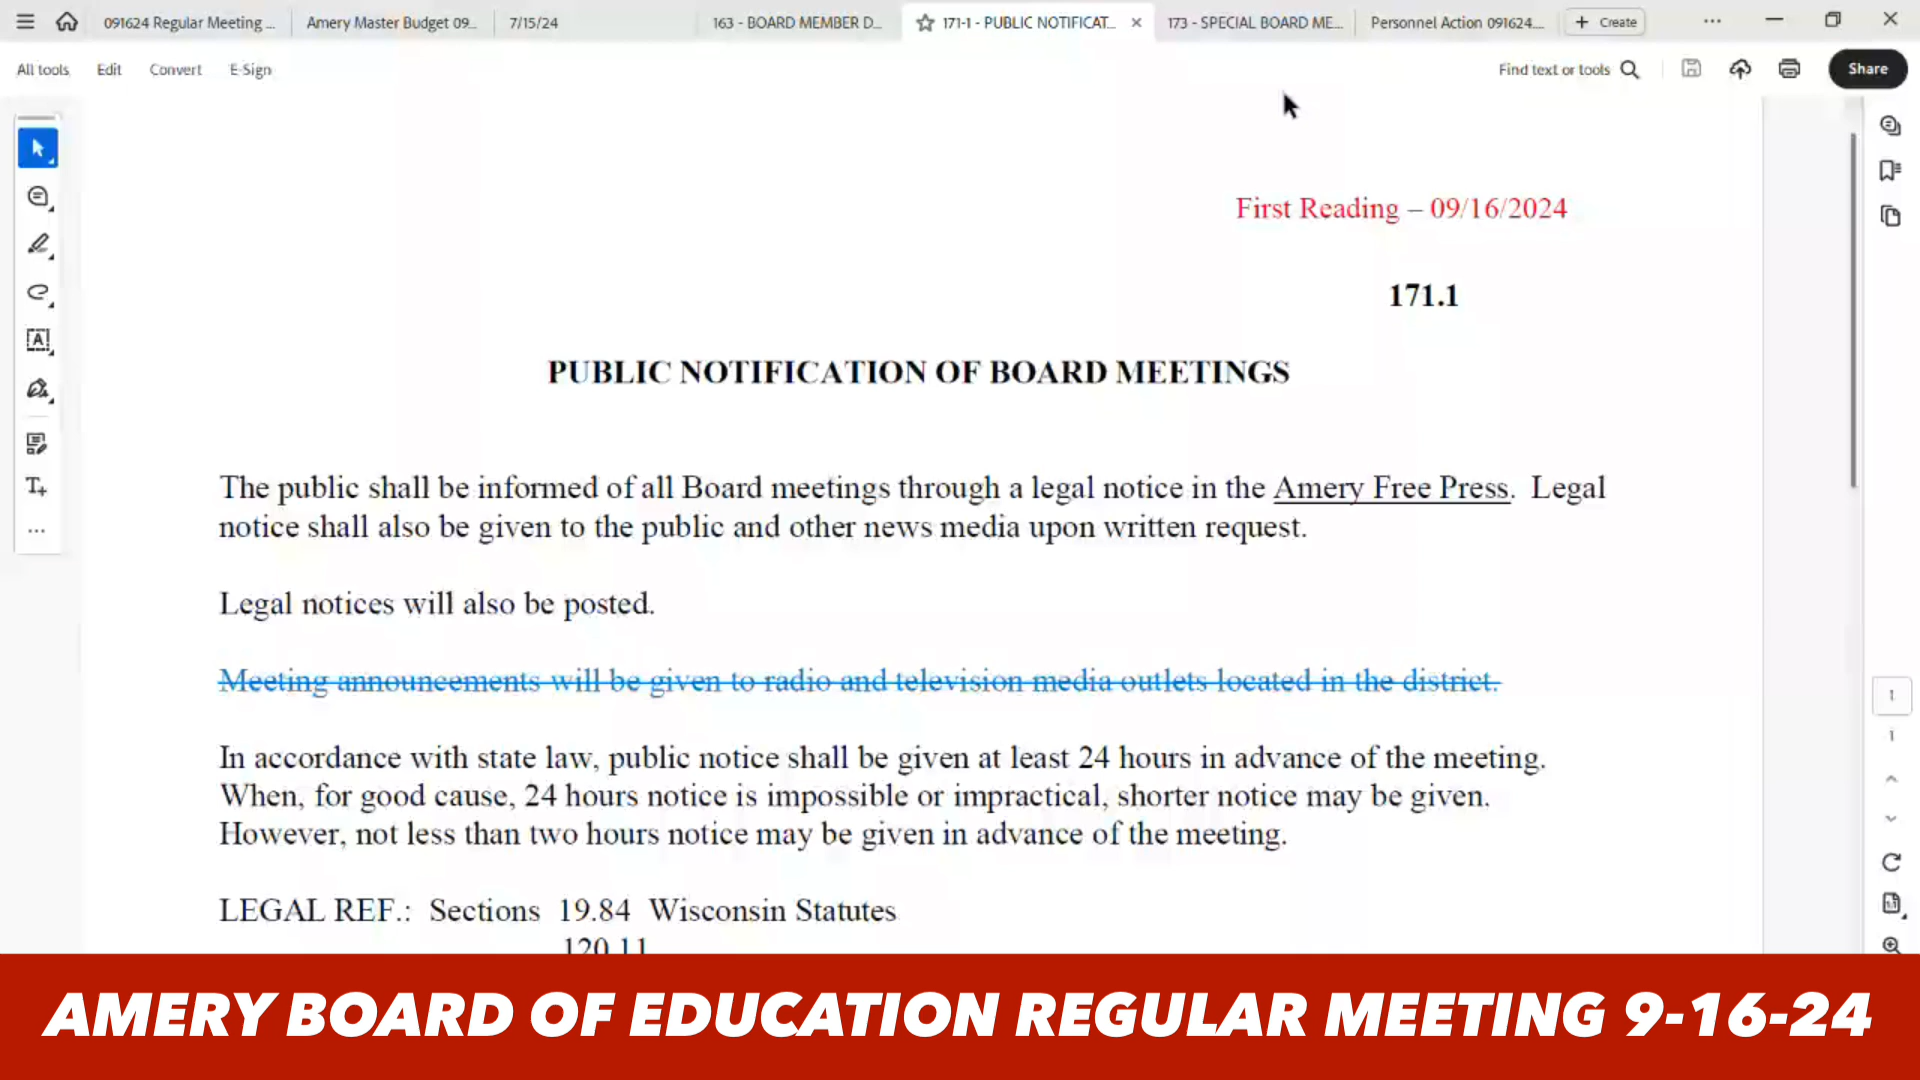 091624 Regular Meeting ...
Amery Master Budget 09...
7/15/24
163 - BOARD MEMBER D...
171-1 - PUBLIC NOTIFICAT...
173 - SPECIAL BOARD ME...
Personnel Action 091624...
+ Create
All tools
Edit
Convert
E-Sign
Find text or tools
Share
First Reading – 09/16/2024
171.1
PUBLIC NOTIFICATION OF BOARD MEETINGS
The public shall be informed of all Board meetings through a legal notice in the Amery Free Press. Legal
notice shall also be given to the public and other news media upon written request.
Legal notices will also be posted.
Meeting announcements will be given to radio and television media outlets located in the district.
In accordance with state law, public notice shall be given at least 24 hours in advance of the meeting.
When, for good cause, 24 hours notice is impossible or impractical, shorter notice may be given.
However, not less than two hours notice may be given in advance of the meeting.
LEGAL REF.: Sections 19.84 Wisconsin Statutes
120.11
1
1
AMERY BOARD OF EDUCATION REGULAR MEETING 9-16-24